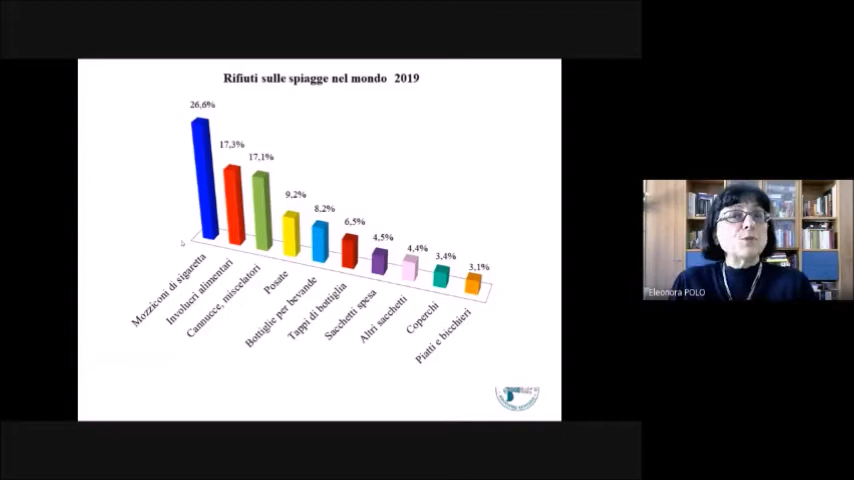 Rifiuti sulle spiagge nel mondo 2019
26,6%
17,3%
17,1%
9,2%
8,2%
6,5%
4,5%
4,4%
3,4%
3,1%
Mozziconi di sigaretta
Involucri alimentari
Cannucce, miscelatori
Posate
Bottiglie per bevande
Tappi di bottiglia
Sacchetti spesa
Altri sacchetti
Coperchi
Piatti e bicchieri
Eleonora POLO